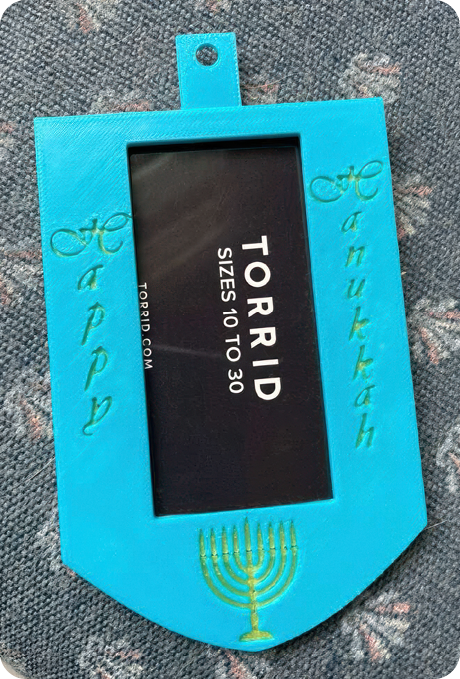 Happy
Hanukkah
TORRID
SIZES 10 TO 30
TORRID.COM